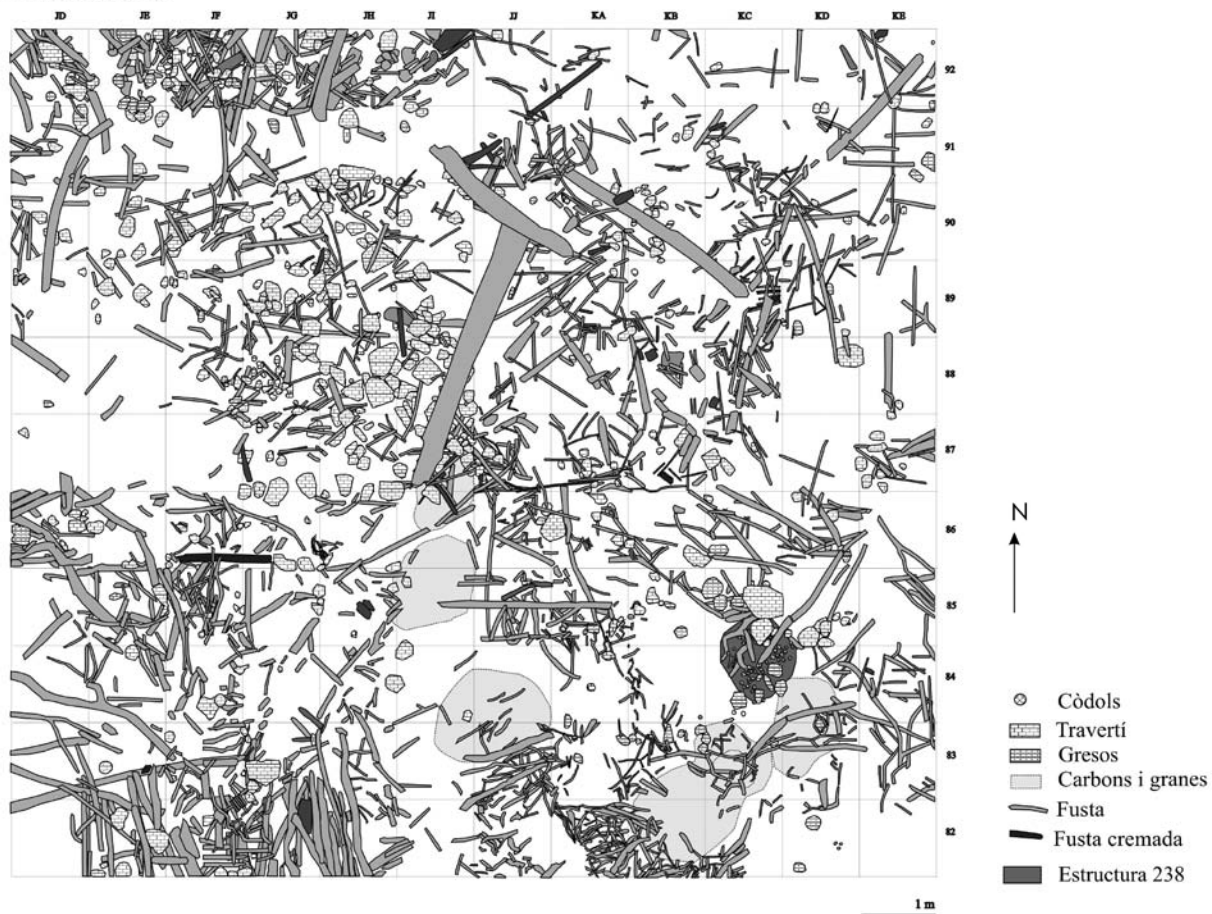 JD JE JF JG JH JI JJ KA KB KC KD KE
92
91
90
89
88
87
86
85
84
83
82
N
Còdols
Travertí
Gresos
Carbons i granes
Fusta
Fusta cremada
Estructura 238
1 m